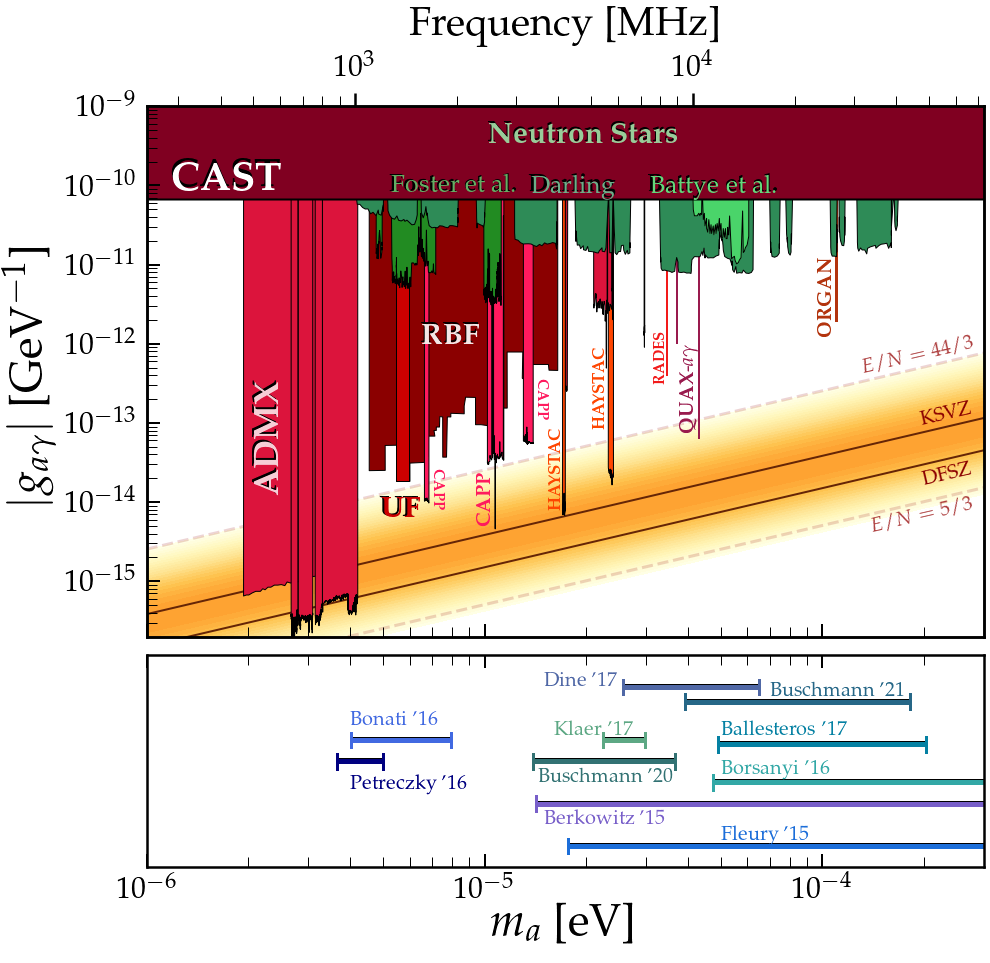 Frequency [MHz]
10³ 10⁴
10⁻⁹
10⁻¹⁰
10⁻¹¹
10⁻¹²
10⁻¹³
10⁻¹⁴
10⁻¹⁵
|g_{aγ}| [GeV⁻¹]
Neutron Stars
CAST
Foster et al. Darling Battye et al.
ORGAN
RBF
RADES
E/N = 44/3
HAYSTAC
QUAX-aγ
ADMX
CAPP
KSVZ
HAYSTAC
DFSZ
CAPP
CAPP
UF
E/N = 5/3
Dine '17
Buschmann '21
Bonati '16
Klaer '17
Ballesteros '17
Petreczky '16
Buschmann '20
Borsanyi '16
Berkowitz '15
Fleury '15
10⁻⁶ 10⁻⁵ 10⁻⁴
m_a [eV]